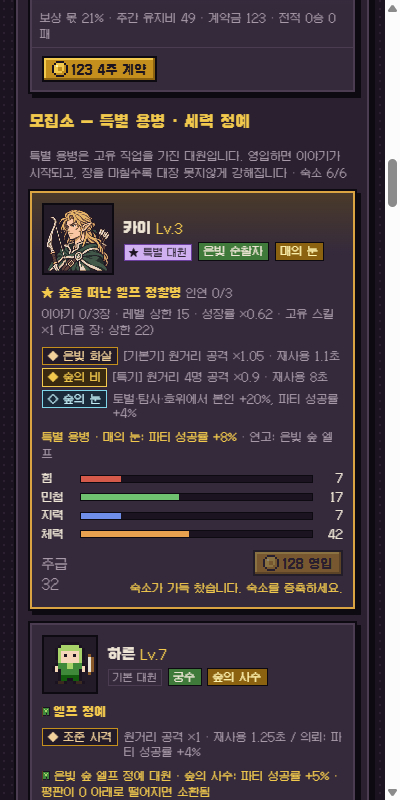 보상 몫 21% · 주간 유지비 49 · 계약금 123 · 전적 0승 0
패
123 4주 계약
모집소 — 특별 용병 · 세력 정예
특별 용병은 고유 직업을 가진 대원입니다. 영입하면 이야기가
시작되고, 장을 마칠수록 대장 못지않게 강해집니다 · 숙소 6/6
카이 Lv.3
★ 특별 대원 은빛 순찰자 매의 눈
★ 숲을 떠난 엘프 정찰병 인연 0/3
이야기 0/3장 · 레벨 상한 15 · 성장률 ×0.62 · 고유 스킬
×1 (다음 장: 상한 22)
◆ 은빛 화살 [기본기] 원거리 공격 ×1.05 · 재사용 1.1초
◆ 숲의 비 [특기] 원거리 4명 공격 ×0.9 · 재사용 8초
◇ 숲의 눈 토벌·탐사·호위에서 본인 +20%, 파티 성공률
+4%
특별 용병 · 매의 눈: 파티 성공률 +8% · 연고: 은빛 숲 엘
프
힘 7
민첩 17
지력 7
체력 42
주급
32
128 영입
숙소가 가득 찼습니다. 숙소를 증축하세요.
하른 Lv.7
기본 대원 궁수 숲의 사수
엘프 정예
◆ 조준 사격 원거리 공격 ×1 · 재사용 1.25초 / 의뢰: 파
티 성공률 +4%
은빛 숲 엘프 정예 대원 · 숲의 사수: 파티 성공률 +5% ·
평판이 0 아래로 떨어지면 소환됨